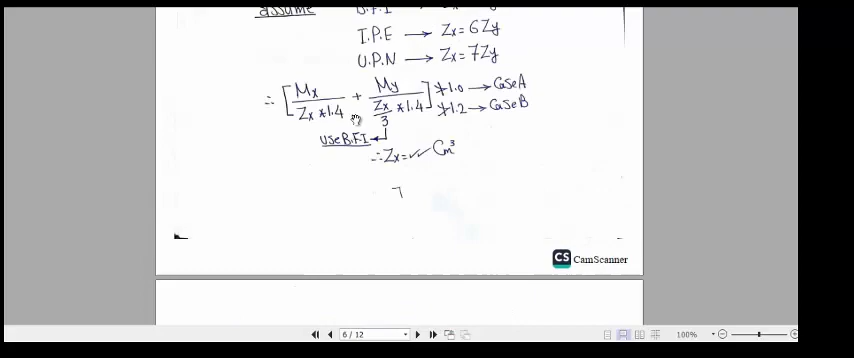 assume
I.P.E → Zx = 6Zy
U.P.N → Zx = 7Zy
∴ [Mx / Zx*1.4 + My / Zx/3 *1.4] *1.0 → Case A
*1.2 → Case B
use B.F.I
∴ Zx = ✓✓ Cm³
CS CamScanner
6 / 12
100%